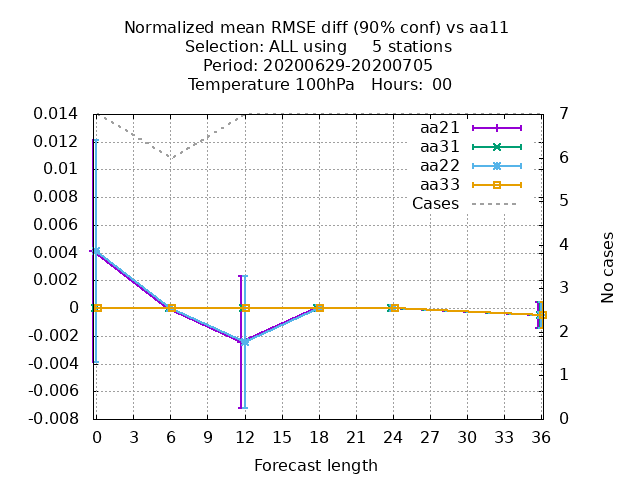 Normalized mean RMSE diff (90% conf) vs aa11
Selection: ALL using     5 stations
Period: 20200629-20200705
Temperature 100hPa   Hours:  00
0.014
0.012
0.01
0.008
0.006
0.004
0.002
0
-0.002
-0.004
-0.006
-0.008
7
6
5
4
3
2
1
0
aa21
aa31
aa22
aa33
Cases
No cases
0 3 6 9 12 15 18 21 24 27 30 33 36
Forecast length